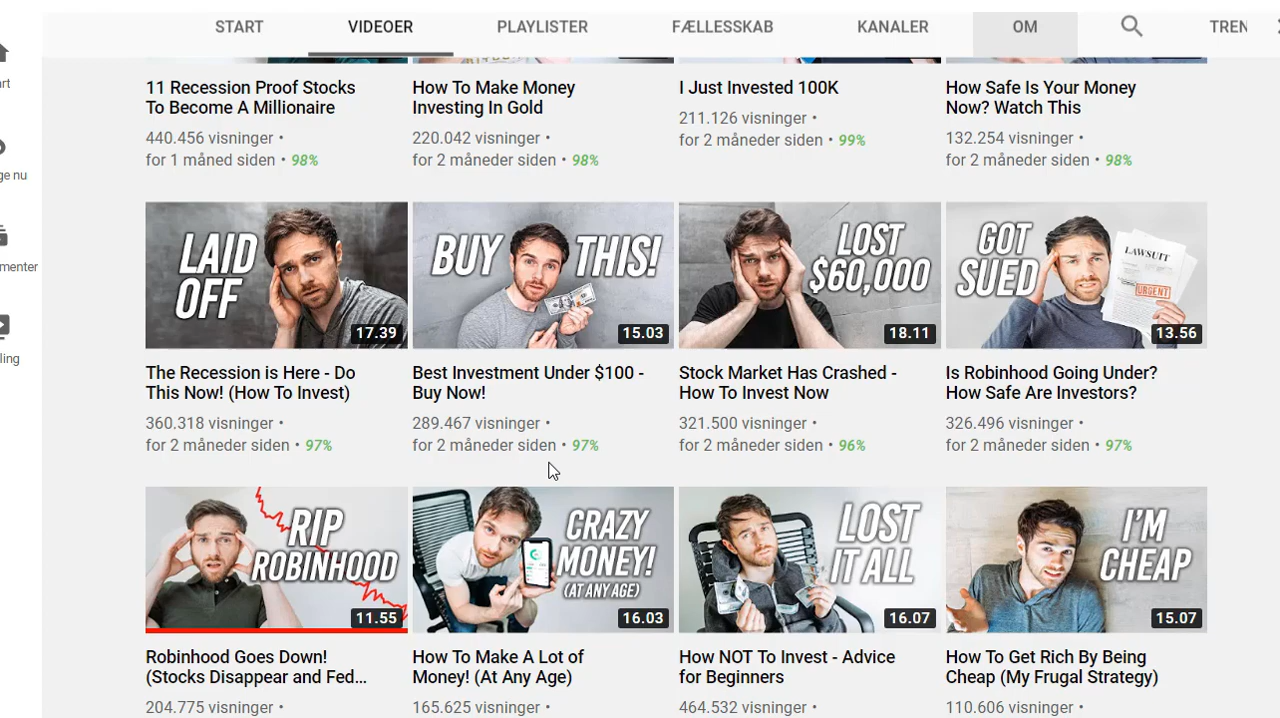 START VIDEOER PLAYLISTER FÆLLESSKAB KANALER OM TREN
11 Recession Proof Stocks
To Become A Millionaire
440.456 visninger •
for 1 måned siden • 98%
How To Make Money
Investing In Gold
220.042 visninger •
for 2 måneder siden • 98%
I Just Invested 100K
211.126 visninger •
for 2 måneder siden • 99%
How Safe Is Your Money
Now? Watch This
132.254 visninger •
for 2 måneder siden • 98%
rt
ge nu
menter
ling
LAID
OFF
17.39
The Recession is Here - Do
This Now! (How To Invest)
360.318 visninger •
for 2 måneder siden • 97%
BUY THIS!
15.03
Best Investment Under $100 -
Buy Now!
289.467 visninger •
for 2 måneder siden • 97%
LOST
$60,000
18.11
Stock Market Has Crashed -
How To Invest Now
321.500 visninger •
for 2 måneder siden • 96%
GOT
SUED
LAWSUIT
URGENT
13.56
Is Robinhood Going Under?
How Safe Are Investors?
326.496 visninger •
for 2 måneder siden • 97%
RIP
ROBINHOOD
11.55
Robinhood Goes Down!
(Stocks Disappear and Fed...
204.775 visninger •
CRAZY
MONEY!
(AT ANY AGE)
16.03
How To Make A Lot of
Money! (At Any Age)
165.625 visninger •
LOST
IT ALL
16.07
How NOT To Invest - Advice
for Beginners
464.532 visninger •
I'M
CHEAP
15.07
How To Get Rich By Being
Cheap (My Frugal Strategy)
110.606 visninger •